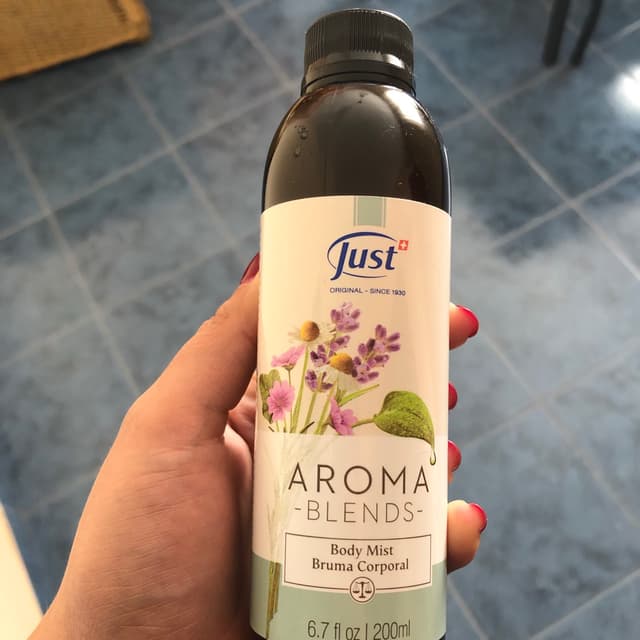 Just
ORIGINAL - SINCE 1930
AROMA
-BLENDS-
Body Mist
Bruma Corporal
6.7 fl oz | 200ml